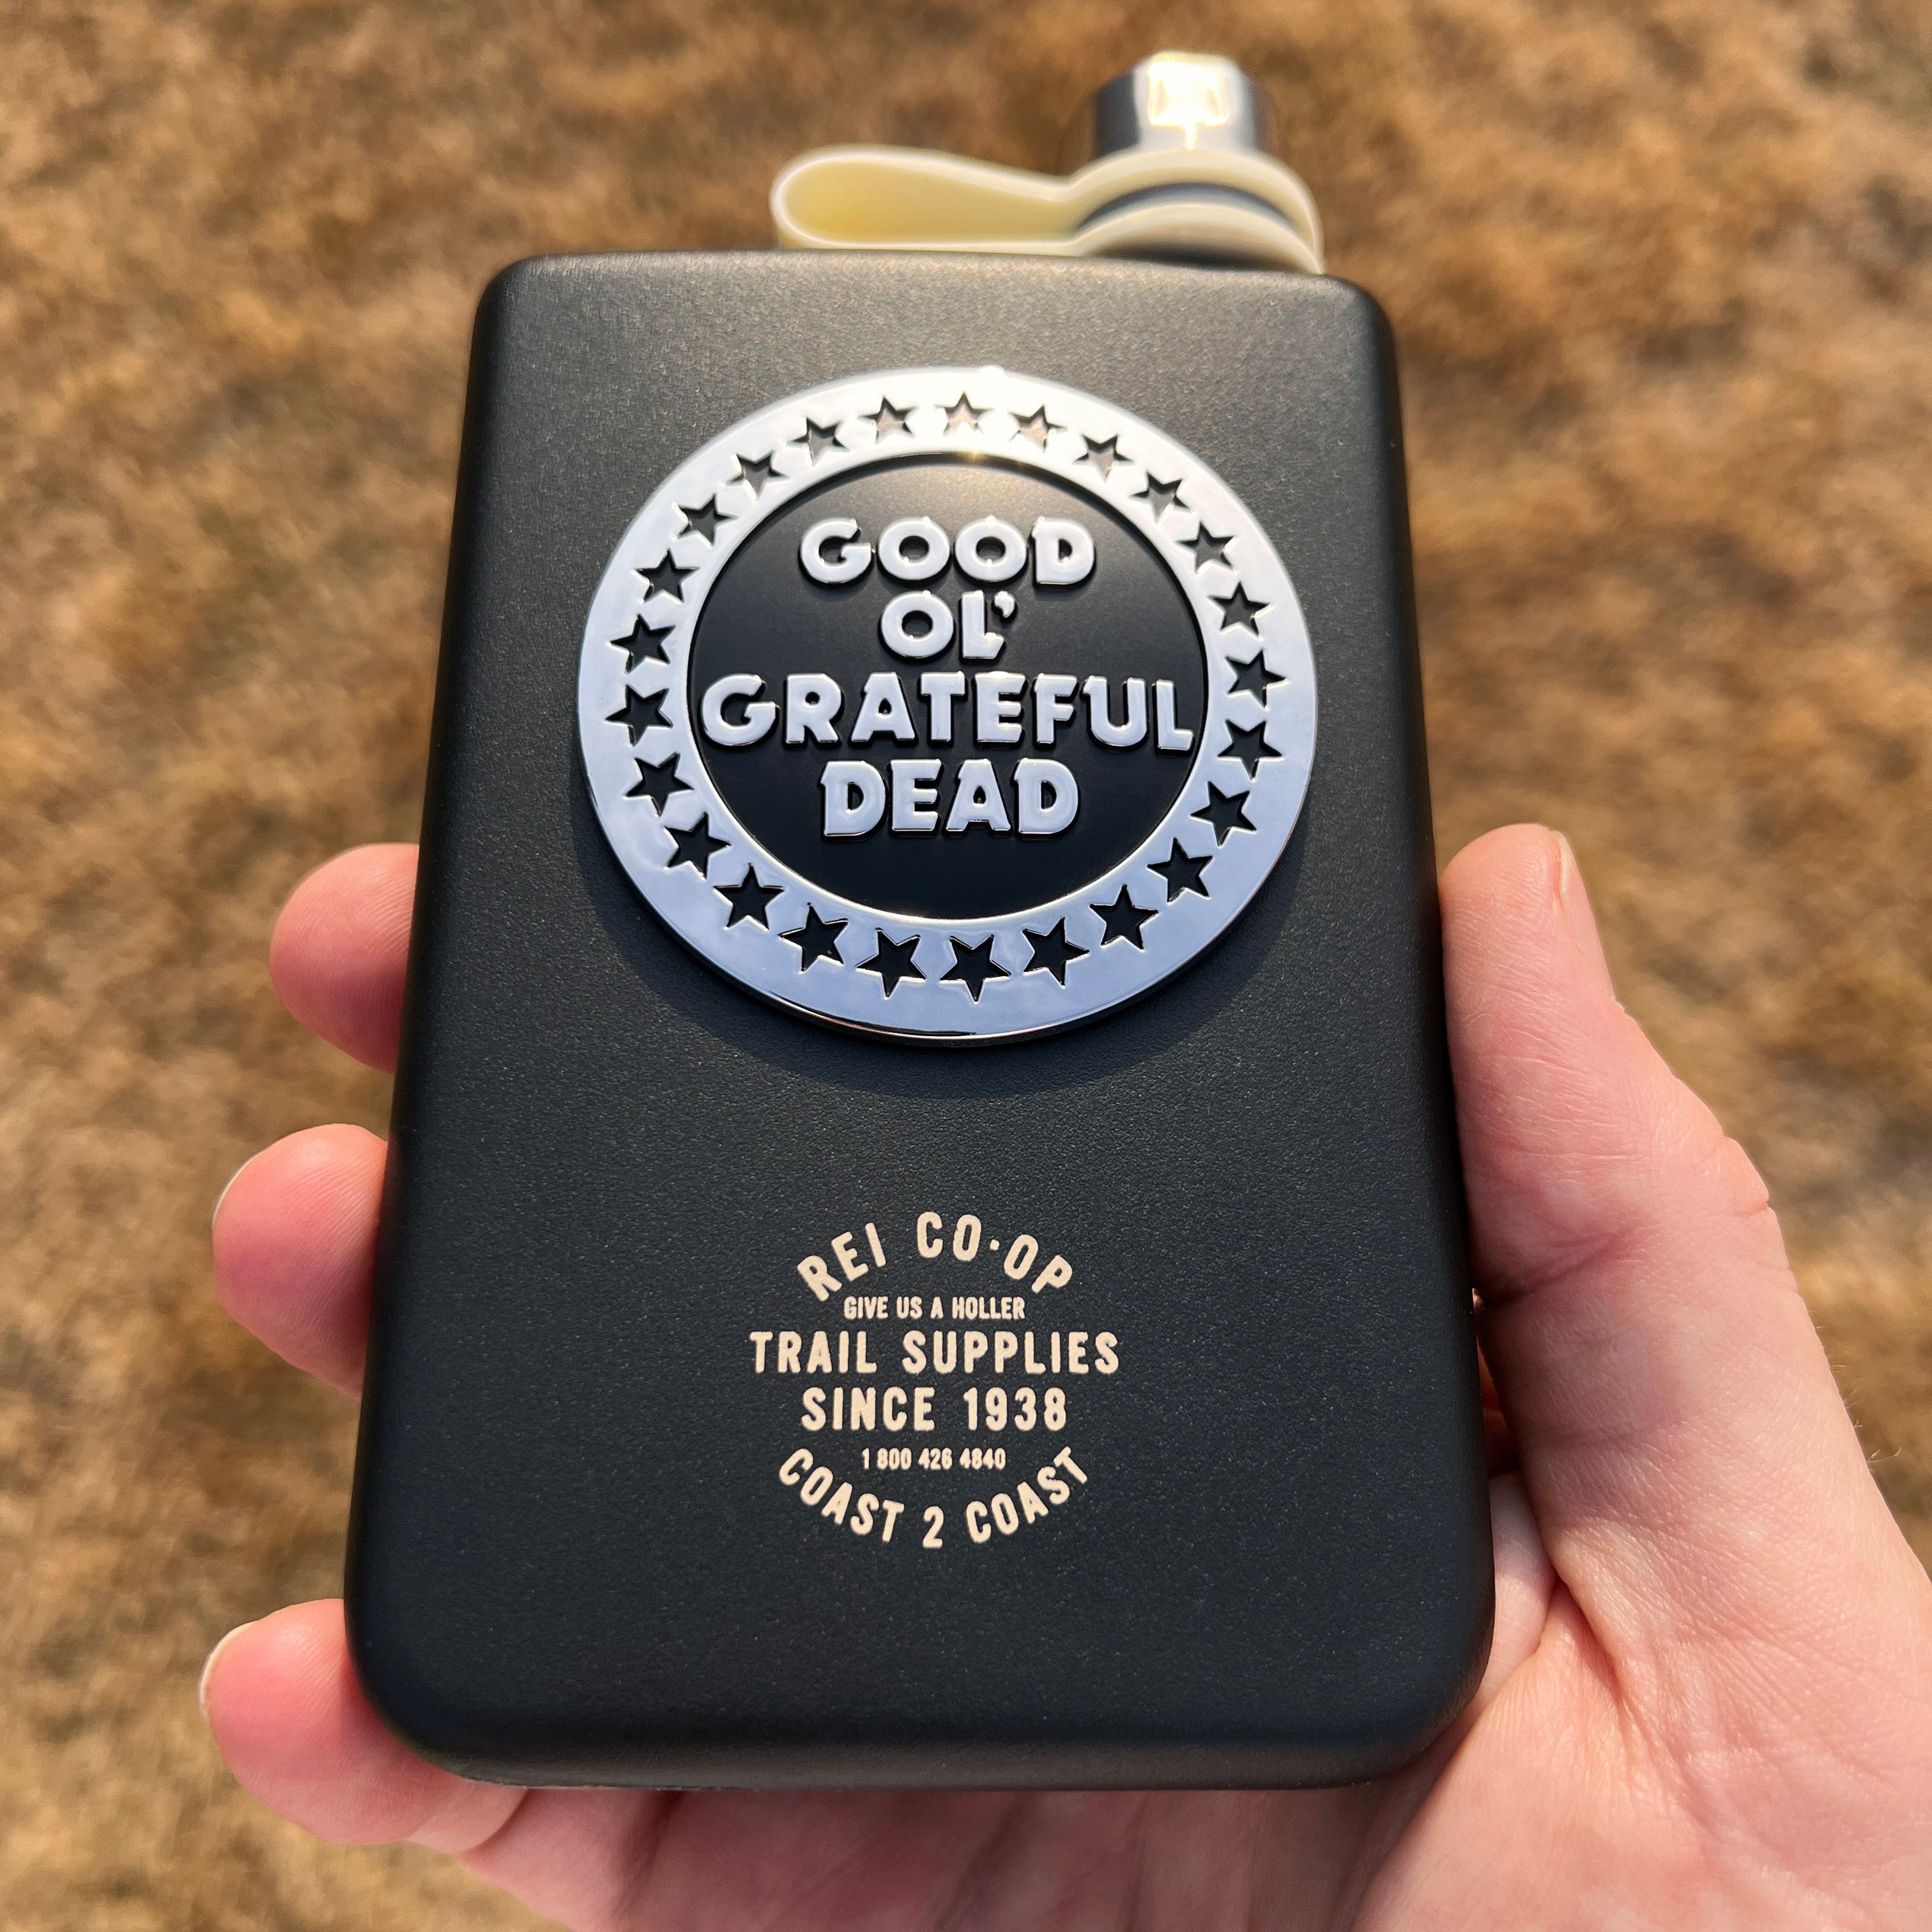 GOOD
OL'
GRATEFUL
DEAD
REI CO·OP
GIVE US A HOLLER
TRAIL SUPPLIES
SINCE 1938
1 800 426 4840
COAST 2 COAST